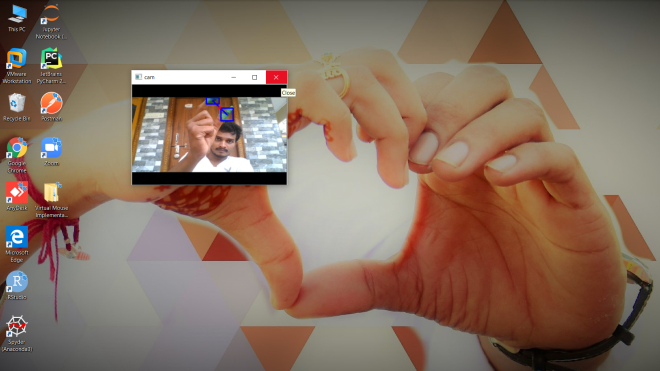 This PC
Jupyter
Notebook (...
VMware
Workstation
JetBrains
PyCharm 2...
Recycle Bin
Postman
Google
Chrome
Zoom
AnyDesk
Virtual Mouse
Implementa...
Microsoft
Edge
RStudio
Spyder
(Anaconda3)
cam
Close